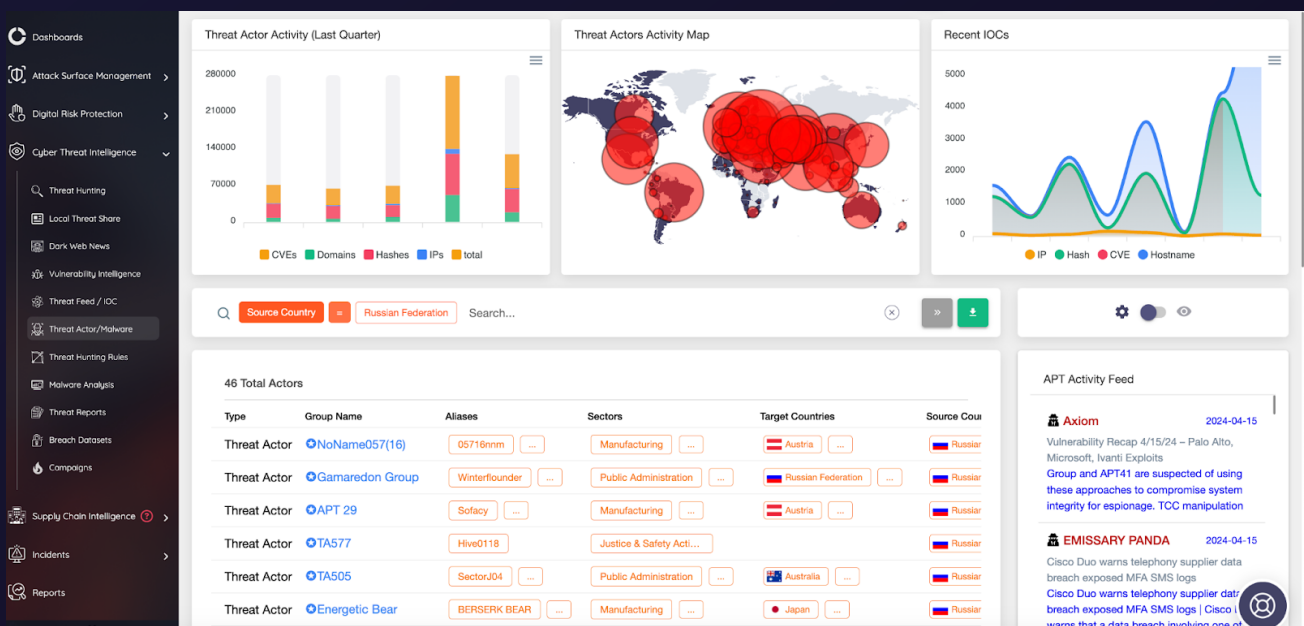 Dashboards
Attack Surface Management
Digital Risk Protection
Cyber Threat Intelligence
Threat Hunting
Local Threat Share
Dark Web News
Vulnerability Intelligence
Threat Feed / IOC
Threat Actor/Malware
Threat Hunting Rules
Malware Analysis
Threat Reports
Breach Datasets
Campaigns
Supply Chain Intelligence ?
Incidents
Reports
Threat Actor Activity (Last Quarter)
280000
210000
140000
70000
0
CVEs Domains Hashes IPs total
Threat Actors Activity Map
Recent IOCs
5000
4000
3000
2000
1000
0
IP Hash CVE Hostname
Source Country = Russian Federation Search... »
46 Total Actors
Type Group Name Aliases Sectors Target Countries Source Cour
Threat Actor NoName057(16) 05716nnm ... Manufacturing ... Austria ... Russian
Threat Actor Gamaredon Group Winterflounder ... Public Administration ... Russian Federation ... Russian
Threat Actor APT 29 Sofacy ... Manufacturing ... Austria ... Russian
Threat Actor TA577 Hive0118 Justice & Safety Acti... Russian
Threat Actor TA505 SectorJ04 ... Public Administration ... Australia ... Russian
Threat Actor Energetic Bear BERSERK BEAR ... Manufacturing ... Japan ... Russian
APT Activity Feed
Axiom 2024-04-15
Vulnerability Recap 4/15/24 – Palo Alto,
Microsoft, Ivanti Exploits
Group and APT41 are suspected of using
these approaches to compromise system
integrity for espionage. TCC manipulation
EMISSARY PANDA 2024-04-15
Cisco Duo warns telephony supplier data
breach exposed MFA SMS logs
Cisco Duo warns telephony supplier data
breach exposed MFA SMS logs | Cisco
warns that a data breach involving one of